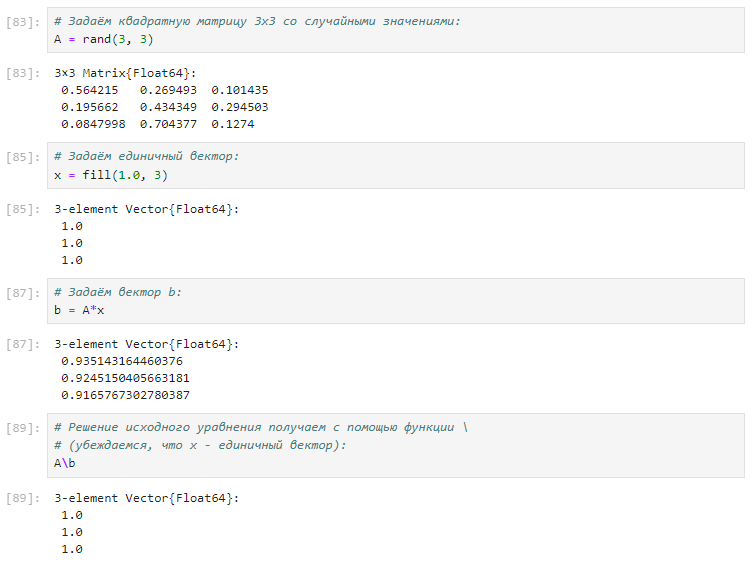 [83]: # Задаём квадратную матрицу 3x3 со случайными значениями:
A = rand(3, 3)
[83]: 3×3 Matrix{Float64}:
0.564215 0.269493 0.101435
0.195662 0.434349 0.294503
0.0847998 0.704377 0.1274
[85]: # Задаём единичный вектор:
x = fill(1.0, 3)
[85]: 3-element Vector{Float64}:
1.0
1.0
1.0
[87]: # Задаём вектор b:
b = A*x
[87]: 3-element Vector{Float64}:
0.935143164460376
0.9245150405663181
0.9165767302780387
[89]: # Решение исходного уравнения получаем с помощью функции \
# (убеждаемся, что x - единичный вектор):
A\b
[89]: 3-element Vector{Float64}:
1.0
1.0
1.0